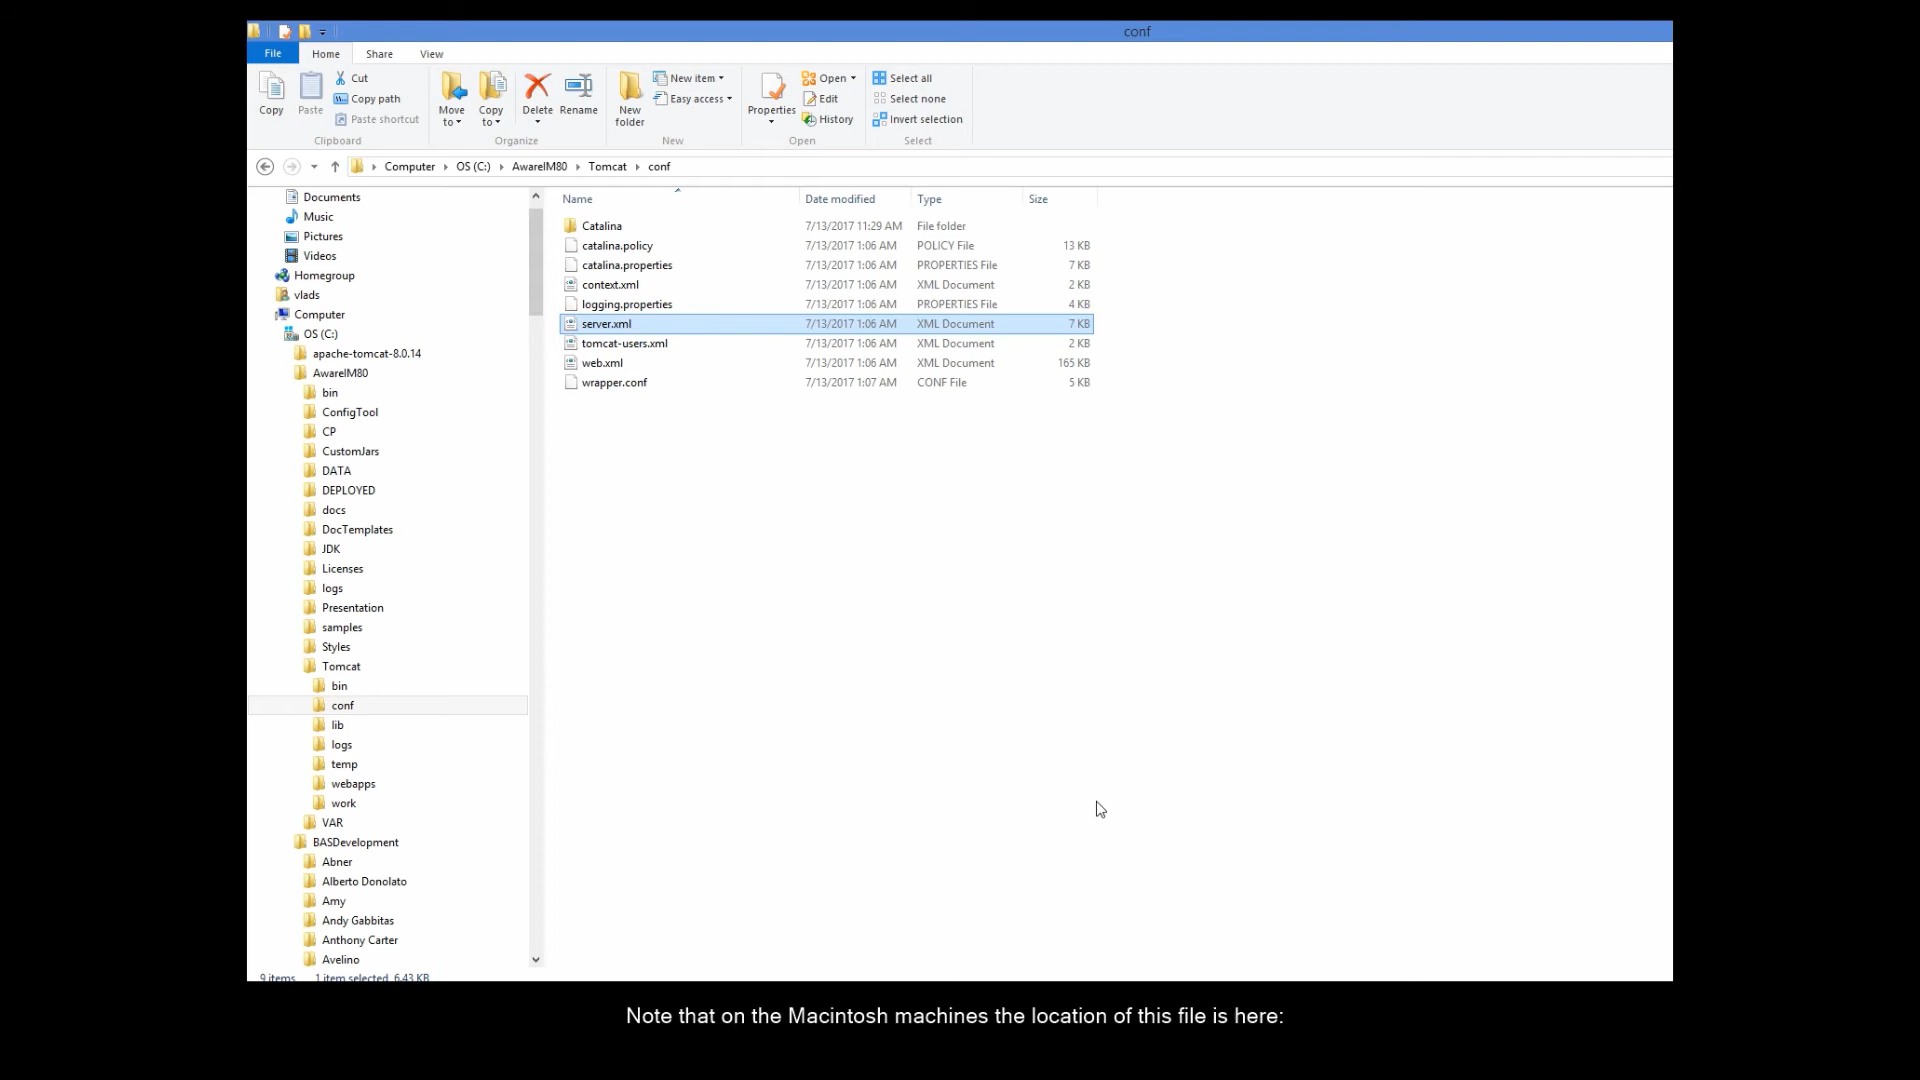 conf
File Home Share View
Copy Paste Cut Copy path Paste shortcut Clipboard
Move to Copy to Delete Rename Organize
New folder New item Easy access New
Properties Open Edit History Open
Select all Select none Invert selection Select
Computer OS (C:) AwareIM80 Tomcat conf
Documents
Music
Pictures
Videos
Homegroup
vlads
Computer
OS (C:)
apache-tomcat-8.0.14
AwareIM80
bin
ConfigTool
CP
CustomJars
DATA
DEPLOYED
docs
DocTemplates
JDK
Licenses
logs
Presentation
samples
Styles
Tomcat
bin
conf
lib
logs
temp
webapps
work
VAR
BASDevelopment
Abner
Alberto Donolato
Amy
Andy Gabbitas
Anthony Carter
Avelino
Name Date modified Type Size
Catalina 7/13/2017 11:29 AM File folder
catalina.policy 7/13/2017 1:06 AM POLICY File 13 KB
catalina.properties 7/13/2017 1:06 AM PROPERTIES File 7 KB
context.xml 7/13/2017 1:06 AM XML Document 2 KB
logging.properties 7/13/2017 1:06 AM PROPERTIES File 4 KB
server.xml 7/13/2017 1:06 AM XML Document 7 KB
tomcat-users.xml 7/13/2017 1:06 AM XML Document 2 KB
web.xml 7/13/2017 1:06 AM XML Document 165 KB
wrapper.conf 7/13/2017 1:07 AM CONF File 5 KB
9 items 1 item selected 6.43 KB
Note that on the Macintosh machines the location of this file is here: